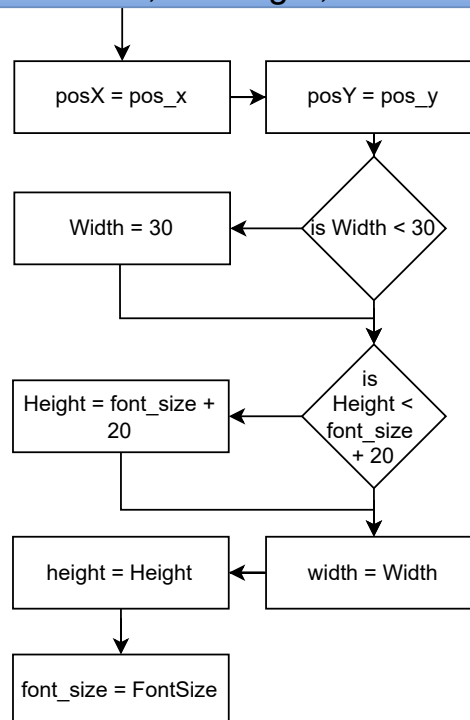 posX = pos_x
posY = pos_y
is Width < 30
Width = 30
is
Height <
font_size
+ 20
Height = font_size +
20
width = Width
height = Height
font_size = FontSize